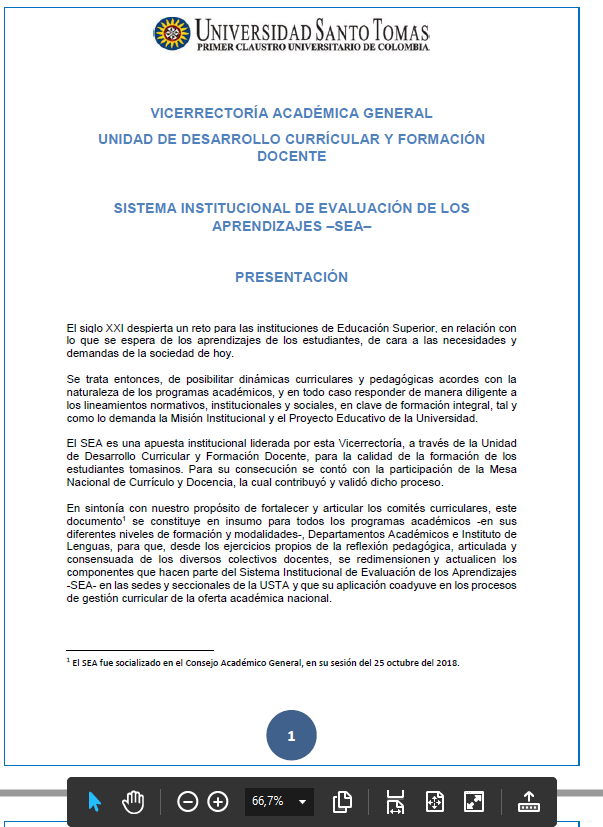 UNIVERSIDAD SANTO TOMAS
PRIMER CLAUSTRO UNIVERSITARIO DE COLOMBIA
VICERRECTORÍA ACADÉMICA GENERAL
UNIDAD DE DESARROLLO CURRÍCULAR Y FORMACIÓN
DOCENTE
SISTEMA INSTITUCIONAL DE EVALUACIÓN DE LOS
APRENDIZAJES –SEA–
PRESENTACIÓN
El siglo XXI despierta un reto para las instituciones de Educación Superior, en relación con
lo que se espera de los aprendizajes de los estudiantes, de cara a las necesidades y
demandas de la sociedad de hoy.
Se trata entonces, de posibilitar dinámicas curriculares y pedagógicas acordes con la
naturaleza de los programas académicos, y en todo caso responder de manera diligente a
los lineamientos normativos, institucionales y sociales, en clave de formación integral, tal y
como lo demanda la Misión Institucional y el Proyecto Educativo de la Universidad.
El SEA es una apuesta institucional liderada por esta Vicerrectoría, a través de la Unidad
de Desarrollo Curricular y Formación Docente, para la calidad de la formación de los
estudiantes tomasinos. Para su consecución se contó con la participación de la Mesa
Nacional de Currículo y Docencia, la cual contribuyó y validó dicho proceso.
En sintonía con nuestro propósito de fortalecer y articular los comités curriculares, este
documento¹ se constituye en insumo para todos los programas académicos -en sus
diferentes niveles de formación y modalidades-, Departamentos Académicos e Instituto de
Lenguas, para que, desde los ejercicios propios de la reflexión pedagógica, articulada y
consensuada de los diversos colectivos docentes, se redimensionen y actualicen los
componentes que hacen parte del Sistema Institucional de Evaluación de los Aprendizajes
-SEA- en las sedes y seccionales de la USTA y que su aplicación coadyuve en los procesos
de gestión curricular de la oferta académica nacional.
¹ El SEA fue socializado en el Consejo Académico General, en su sesión del 25 octubre del 2018.
1
66,7%